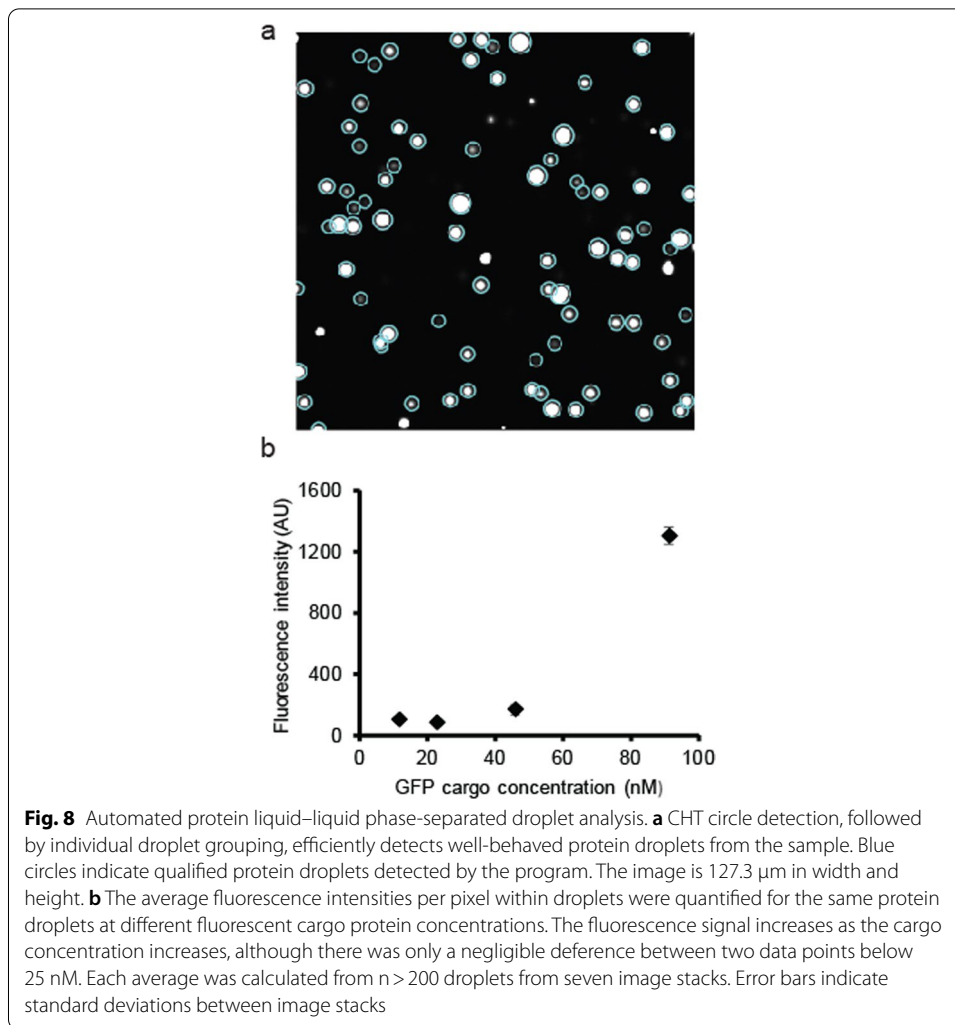 a
b
1600
1200
800
400
0
Fluorescence intensity (AU)
0 20 40 60 80 100
GFP cargo concentration (nM)
Fig. 8 Automated protein liquid–liquid phase-separated droplet analysis. a CHT circle detection, followed
by individual droplet grouping, efficiently detects well-behaved protein droplets from the sample. Blue
circles indicate qualified protein droplets detected by the program. The image is 127.3 μm in width and
height. b The average fluorescence intensities per pixel within droplets were quantified for the same protein
droplets at different fluorescent cargo protein concentrations. The fluorescence signal increases as the cargo
concentration increases, although there was only a negligible deference between two data points below
25 nM. Each average was calculated from n > 200 droplets from seven image stacks. Error bars indicate
standard deviations between image stacks